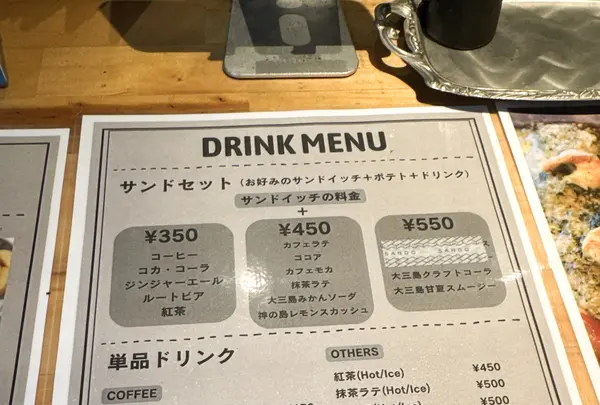 DRINK MENU
サンドセット（お好みのサンドイッチ＋ポテト＋ドリンク）
サンドイッチの料金
＋
¥350
コーヒー
コカ・コーラ
ジンジャーエール
ルートビア
紅茶
¥450
カフェラテ
ココア
カフェモカ
抹茶ラテ
大三島みかんソーダ
神の島レモンスカッシュ
¥550
SANDO SANDO
大三島クラフトコーラ
大三島甘夏スムージー
単品ドリンク
COFFEE
OTHERS
紅茶(Hot/Ice) ¥450
抹茶ラテ(Hot/Ice) ¥500
(Hot/Ice) ¥500